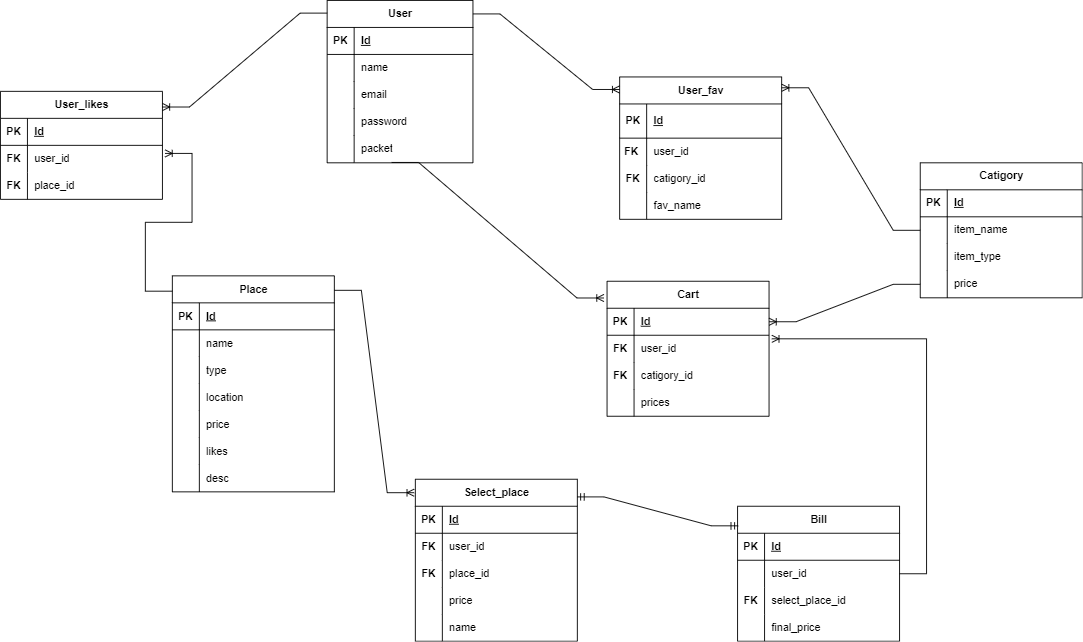 User
PK Id
name
email
password
packet
User_likes
PK Id
FK user_id
FK place_id
User_fav
PK Id
FK user_id
FK catigory_id
fav_name
Catigory
PK Id
item_name
item_type
price
Place
PK Id
name
type
location
price
likes
desc
Cart
PK Id
FK user_id
FK catigory_id
prices
Select_place
PK Id
FK user_id
FK place_id
price
name
Bill
PK Id
user_id
FK select_place_id
final_price